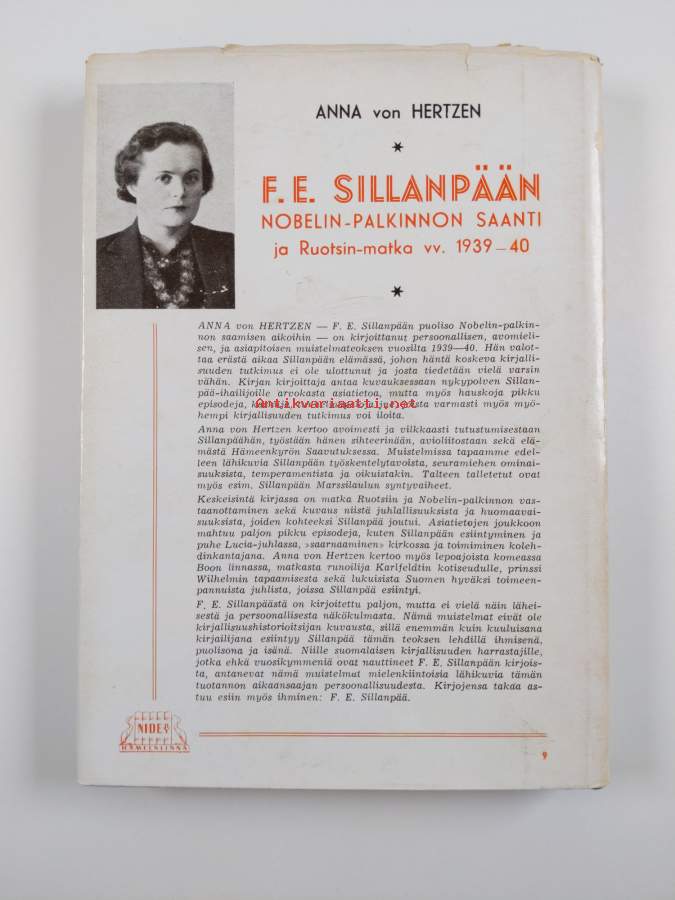 ANNA von HERTZEN
*
F. E. SILLANPÄÄN
NOBELIN-PALKINNON SAANTI
ja Ruotsin-matka vv. 1939—40
*
ANNA von HERTZEN — F. E. Sillanpään puoliso Nobelin-palkin-
non saamisen aikoihin — on kirjoittanut persoonallisen, avomieli-
sen, ja asiapitoisen muistelmateoksen vuosilta 1939—40. Hän valot-
taa erästä aikaa Sillanpään elämässä, johon häntä koskeva kirjalli-
suuden tutkimus ei ole ulottunut ja josta tiedetään vielä varsin
vähän. Kirjan kirjoittaja antaa kuvauksessaan nykypolven Sillan-
pää-ihailijoille arvokasta asiatietoa, mutta myös hauskoja pikku
episodeja, joista varmasti myös myö-
hempi kirjallisuuden tutkimus voi iloita.
Antikvariaatti.net
Anna von Hertzen kertoo avoimesti ja vilkkaasti tutustumisestaan
Sillanpäähän, työstään hänen sihteerinään, avioliitostaan sekä elä-
mästä Hämeenkyrön Saavutuksessa. Muistelmissa tapaamme edel-
leen lähikuvia Sillanpään työskentelytavoista, seuramiehen ominai-
suuksista, temperamentista ja oikuistakin. Talteen talletetut ovat
myös esim. Sillanpään Marssilaulun syntyvaiheet.
Keskeisintä kirjassa on matka Ruotsiin ja Nobelin-palkinnon vas-
taanottaminen sekä kuvaus niistä juhlallisuuksista ja huomaavai-
suuksista, joiden kohteeksi Sillanpää joutui. Asiatietojen joukkoon
mahtuu paljon pikku episodeja, kuten Sillanpään esiintyminen ja
puhe Lucia-juhlassa, »saarnaaminen» kirkossa ja toimiminen koleh-
dinkantajana. Anna von Hertzen kertoo myös lepoajoista komeassa
Boon linnassa, matkasta runoilija Karlfeldtin kotiseudulle, prinssi
Wilhelmin tapaamisesta sekä lukuisista Suomen hyväksi toimeen-
pannuista juhlista, joissa Sillanpää esiintyi.
F. E. Sillanpäästä on kirjoitettu paljon, mutta ei vielä näin lähei-
sestä ja persoonallisesta näkökulmasta. Nämä muistelmat eivät ole
kirjallisuushistorioitsijan kuvausta, sillä enemmän kuin kuuluisana
kirjailijana esiintyy Sillanpää tämän teoksen lehdillä ihmisenä,
puolisona ja isänä. Niille suomalaisen kirjallisuuden harrastajille,
jotka ehkä vuosikymmeniä ovat nauttineet F. E. Sillanpään kirjois-
ta, antanevat nämä muistelmat mielenkiintoisia lähikuvia tämän
tuotannon aikaansaajan persoonallisuudesta. Kirjojensa takaa as-
tuu esiin myös ihminen: F. E. Sillanpää.
NIDE
HÄMEENLINNA
9